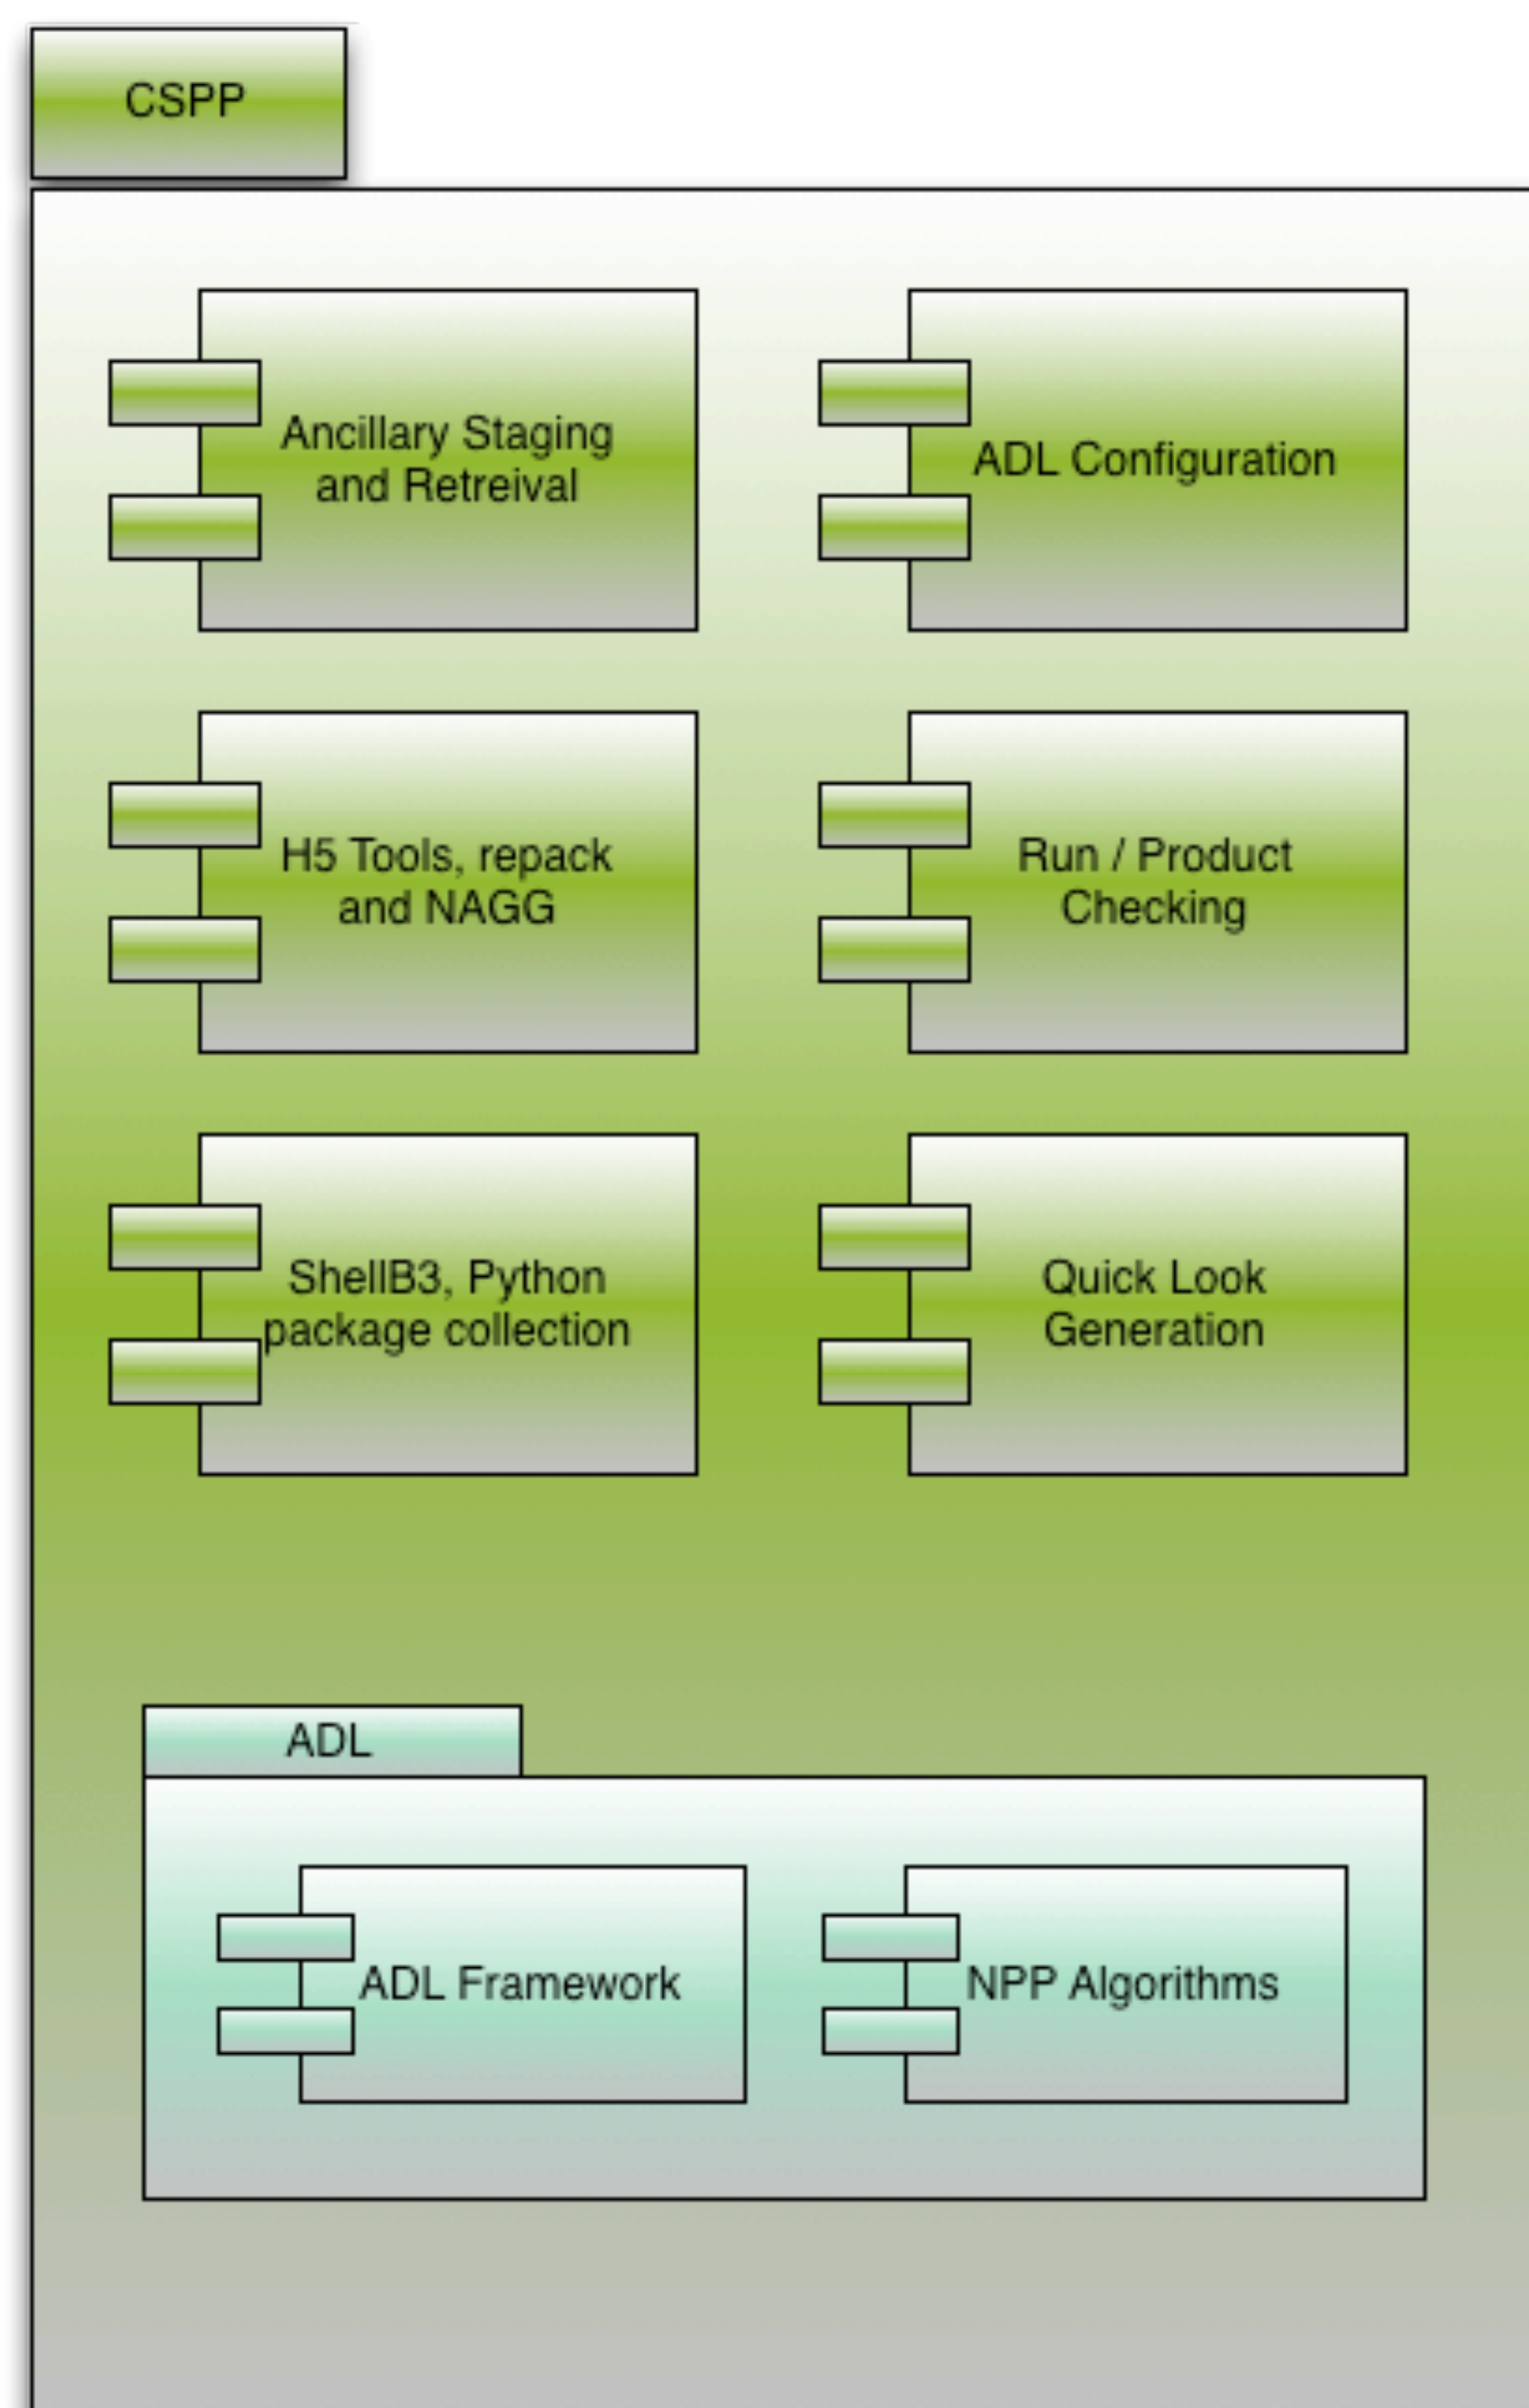 CSPP
Ancillary Staging
and Retreival
ADL Configuration
H5 Tools, repack
and NAGG
Run / Product
Checking
ShellB3, Python
package collection
Quick Look
Generation
ADL
ADL Framework
NPP Algorithms